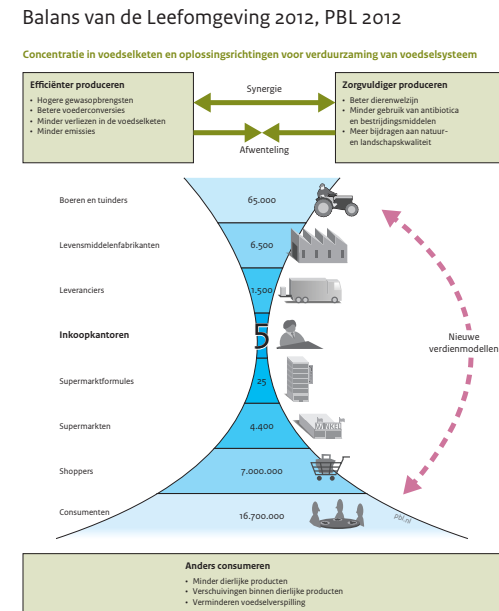 Balans van de Leefomgeving 2012, PBL 2012
Concentratie in voedselketen en oplossingsrichtingen voor verduurzaming van voedselsysteem
Efficiënter produceren
• Hogere gewasopbrengsten
• Betere voederconversies
• Minder verliezen in de voedselketen
• Minder emissies
Synergie
Afwenteling
Zorgvuldiger produceren
• Beter dierenwelzijn
• Minder gebruik van antibiotica
en bestrijdingsmiddelen
• Meer bijdragen aan natuur-
en landschapskwaliteit
Boeren en tuinders 65.000
Levensmiddelenfabrikanten 6.500
Leveranciers 1.500
Inkoopkantoren 5
Nieuwe
verdienmodellen
Supermarktformules 25
Supermarkten 4.400 WINKEL
Shoppers 7.000.000
Consumenten 16.700.000
pbl.nl
Anders consumeren
• Minder dierlijke producten
• Verschuivingen binnen dierlijke producten
• Verminderen voedselverspilling